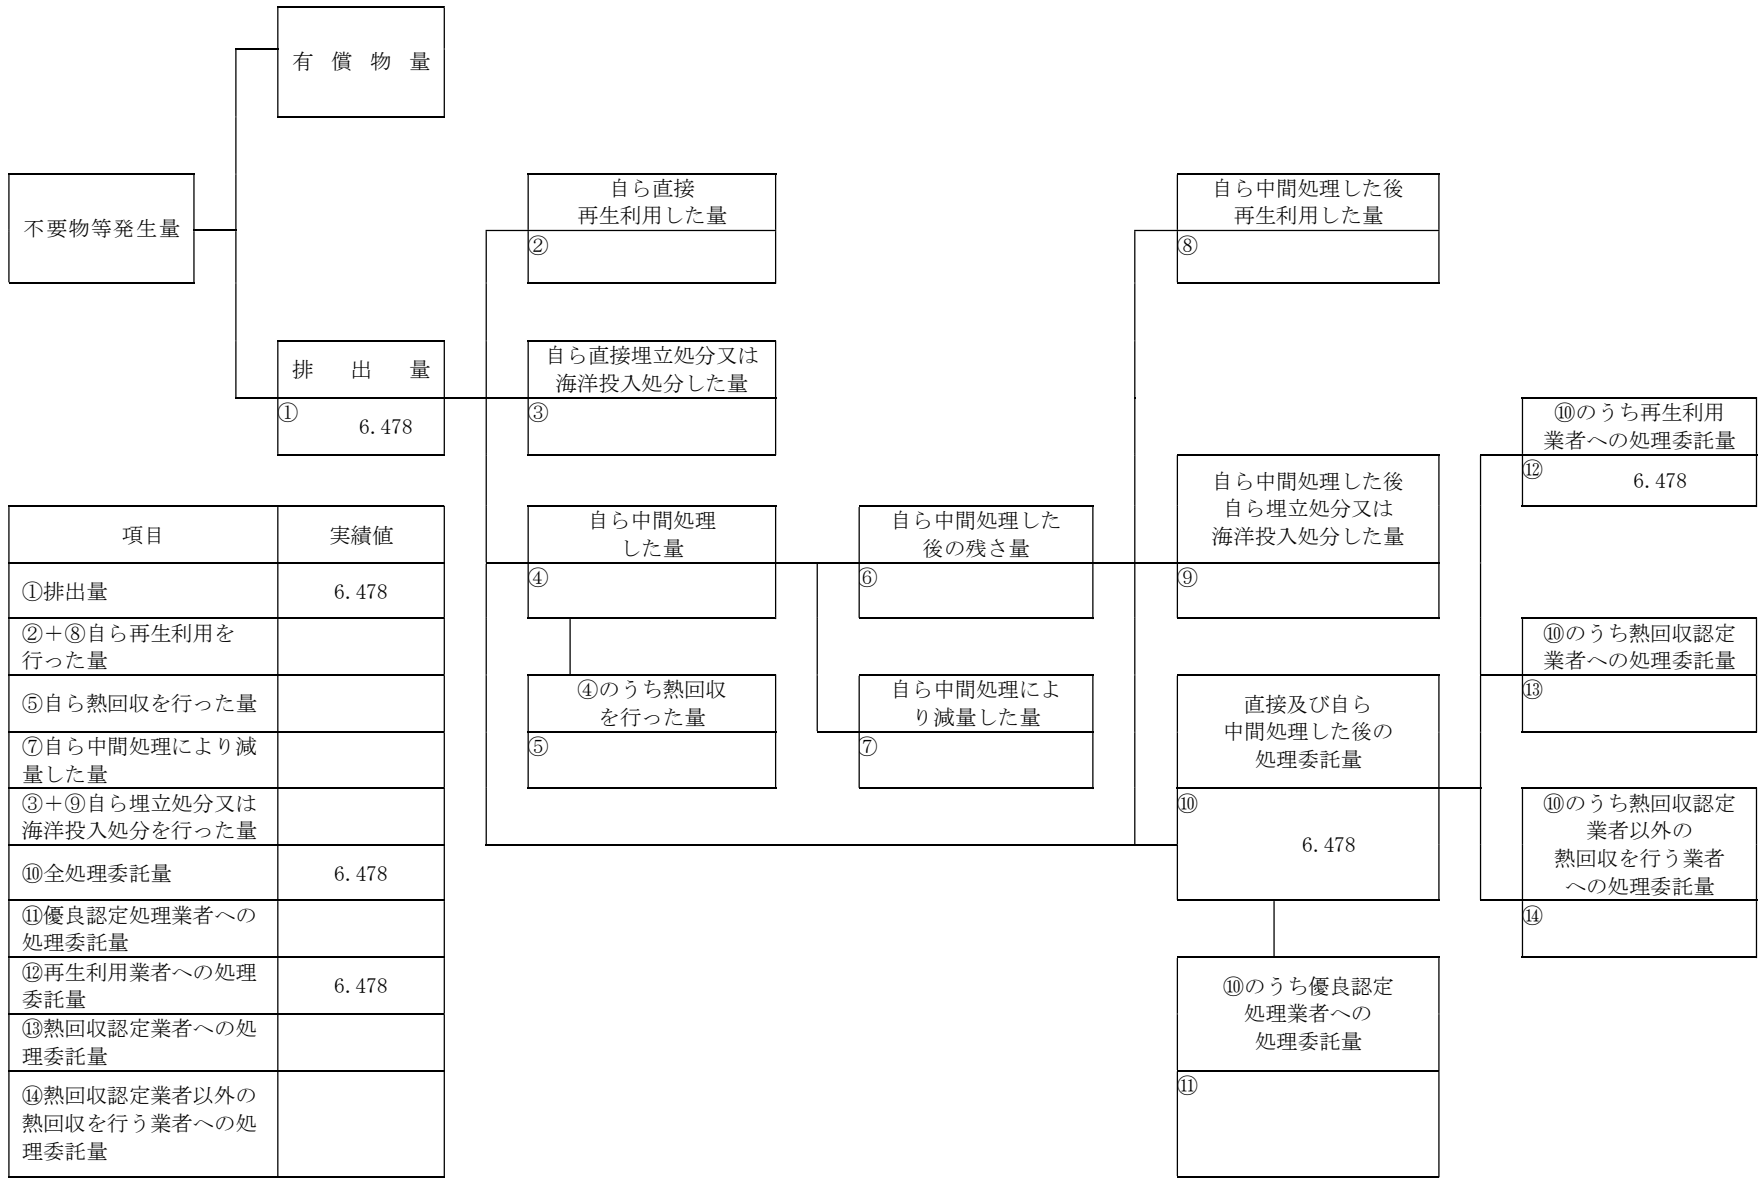 有償物量
不要物等発生量
自ら直接
再生利用した量
②
自ら中間処理した後
再生利用した量
⑧
排出量
①
6.478
自ら直接埋立処分又は
海洋投入処分した量
③
⑩のうち再生利用
業者への処理委託量
⑫
6.478
自ら中間処理
した量
④
自ら中間処理した
後の残さ量
⑥
自ら中間処理した後
自ら埋立処分又は
海洋投入処分した量
⑨
⑩のうち熱回収認定
業者への処理委託量
⑬
④のうち熱回収
を行った量
⑤
自ら中間処理によ
り減量した量
⑦
直接及び自ら
中間処理した後の
処理委託量
⑩
6.478
⑩のうち熱回収認定
業者以外の
熱回収を行う業者
への処理委託量
⑭
⑩のうち優良認定
処理業者への
処理委託量
⑪
項目 実績値
①排出量 6.478
②＋⑧自ら再生利用を
行った量
⑤自ら熱回収を行った量
⑦自ら中間処理により減
量した量
③＋⑨自ら埋立処分又は
海洋投入処分を行った量
⑩全処理委託量 6.478
⑪優良認定処理業者への
処理委託量
⑫再生利用業者への処理
委託量 6.478
⑬熱回収認定業者への処
理委託量
⑭熱回収認定業者以外の
熱回収を行う業者への処
理委託量